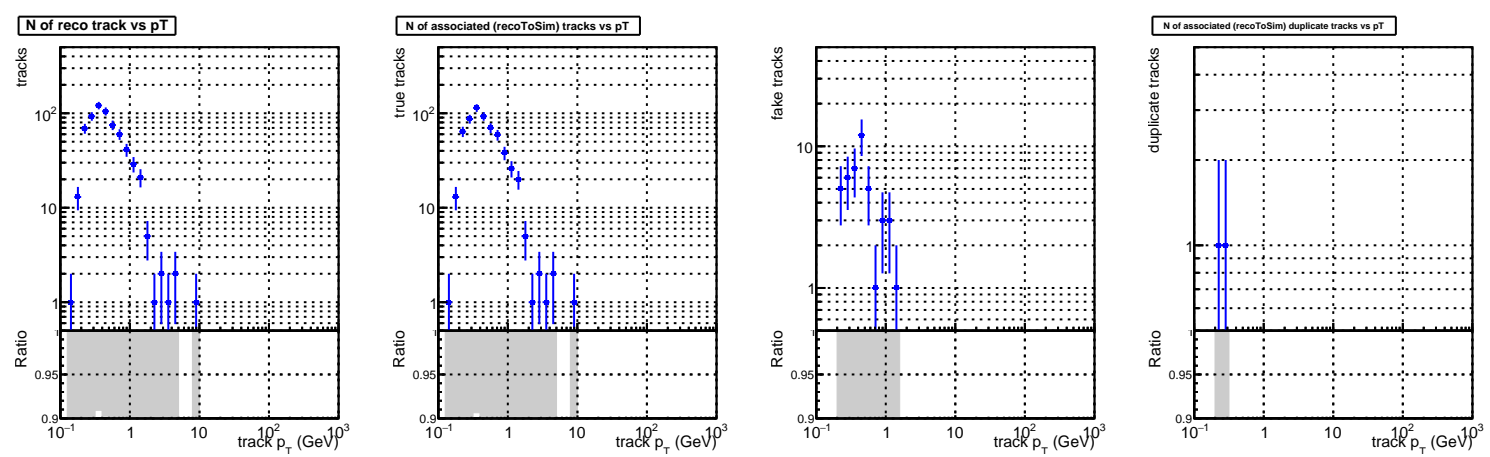 N of reco track vs pT
tracks
10²
10
1
Ratio
1
0.95
0.9
10⁻¹ 1 10 10² 10³
track p_T (GeV)
N of associated (recoToSim) tracks vs pT
true tracks
10²
10
1
Ratio
1
0.95
0.9
10⁻¹ 1 10 10² 10³
track p_T (GeV)
fake tracks
10
1
Ratio
1
0.95
0.9
10⁻¹ 1 10 10² 10³
track p_T (GeV)
N of associated (recoToSim) duplicate tracks vs pT
duplicate tracks
1
Ratio
1
0.95
0.9
10⁻¹ 1 10 10² 10³
track p_T (GeV)